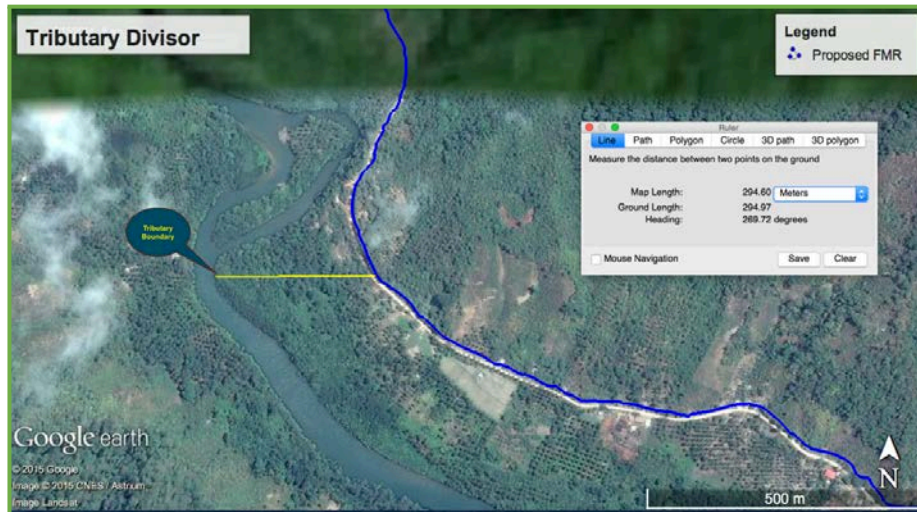 Tributary Divisor
Legend
Proposed FMR
Ruler
Line Path Polygon Circle 3D path 3D polygon
Measure the distance between two points on the ground
Map Length: 294.60 Meters
Ground Length: 294.97
Heading: 269.72 degrees
Mouse Navigation Save Clear
Tributary
Boundary
Google earth
© 2015 Google
Image © 2015 CNES / Astrium
Image Landsat
500 m
N